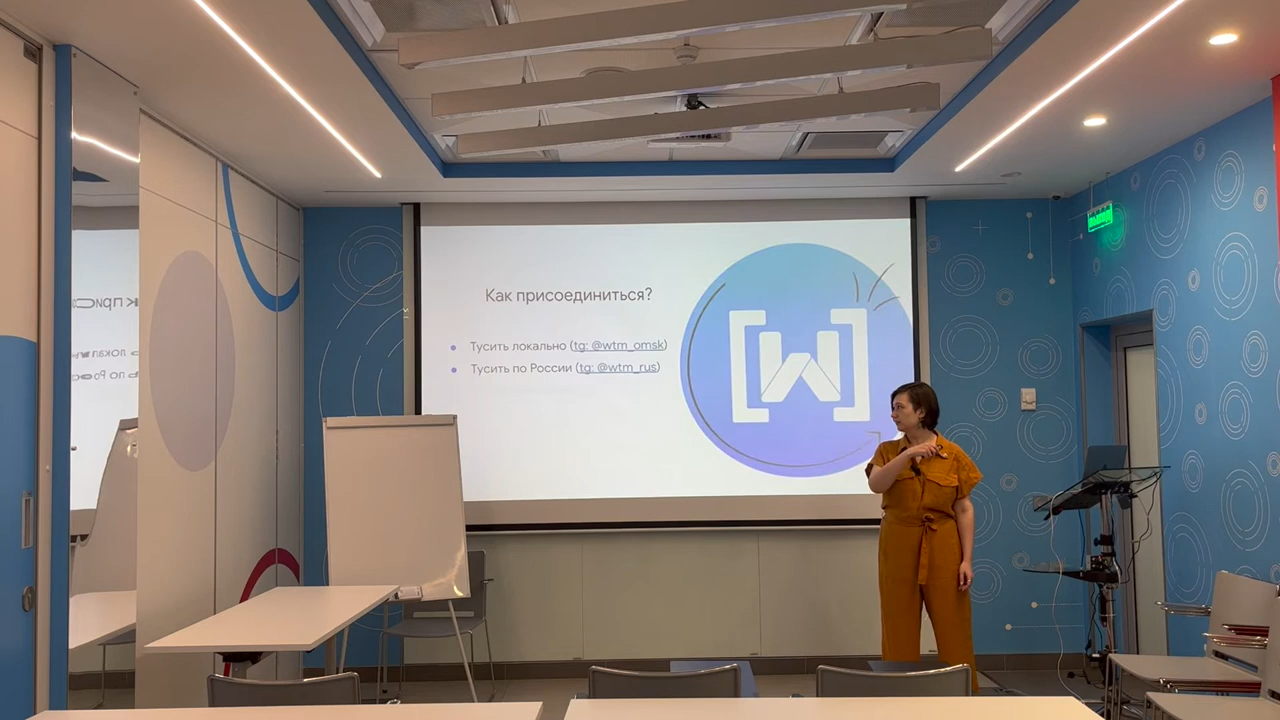 Как присоединиться?
Тусить локально (tg: @wtm_omsk)
Тусить по России (tg: @wtm_rus)
[W]